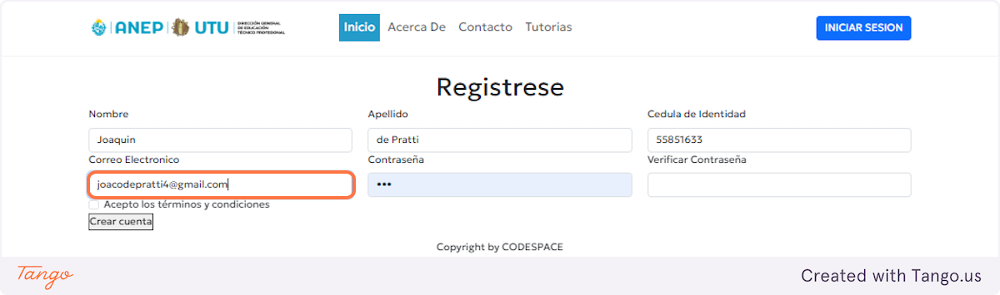 ANEP UTU DIRECCIÓN GENERAL
DE EDUCACIÓN
TÉCNICO PROFESIONAL
Inicio Acerca De Contacto Tutorias INICIAR SESION
Registrese
Nombre Apellido Cedula de Identidad
Joaquin de Pratti 55851633
Correo Electronico Contraseña Verificar Contraseña
joacodepratti4@gmail.com •••
Acepto los términos y condiciones
Crear cuenta
Copyright by CODESPACE
Tango Created with Tango.us